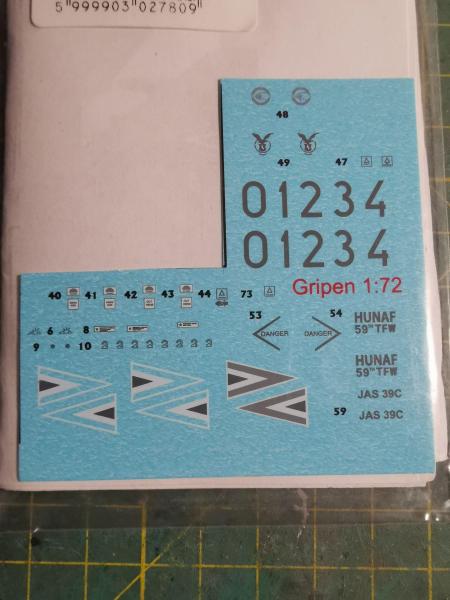 5 999903 027809
48
49 47
01234
01234
40 41 42 43 44 73
Gripen 1:72
53 54
HUNAF
59TH TFW
DANGER DANGER
6 8
9 10
HUNAF
59TH TFW
JAS 39C
59 JAS 39C